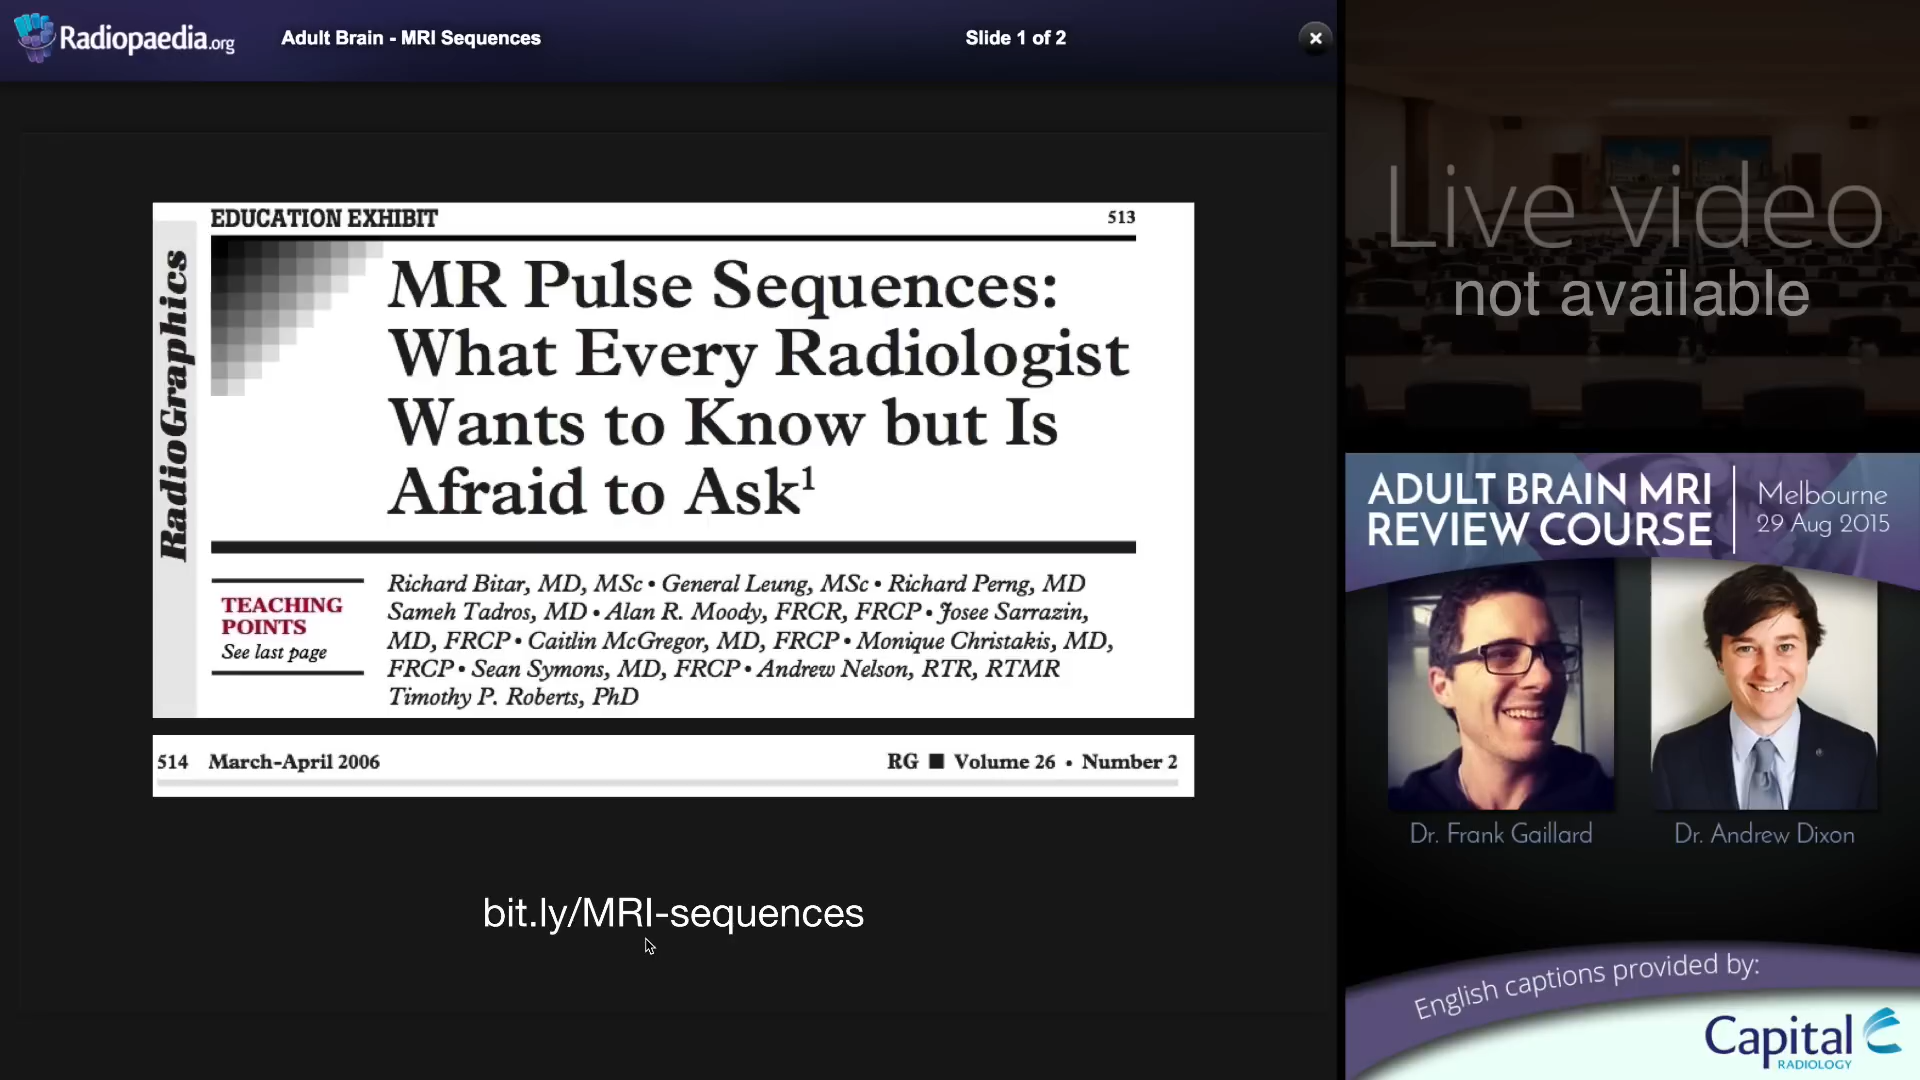 Radiopaedia.org
Adult Brain - MRI Sequences
Slide 1 of 2
EDUCATION EXHIBIT
513
RadioGraphics
MR Pulse Sequences:
What Every Radiologist
Wants to Know but Is
Afraid to Ask¹
TEACHING
POINTS
See last page
Richard Bitar, MD, MSc • General Leung, MSc • Richard Perng, MD
Sameh Tadros, MD • Alan R. Moody, FRCR, FRCP • Josee Sarrazin,
MD, FRCP • Caitlin McGregor, MD, FRCP • Monique Christakis, MD,
FRCP • Sean Symons, MD, FRCP • Andrew Nelson, RTR, RTMR
Timothy P. Roberts, PhD
514 March-April 2006
RG ■ Volume 26 • Number 2
bit.ly/MRI-sequences
Live video
not available
ADULT BRAIN MRI
REVIEW COURSE
Melbourne
29 Aug 2015
Dr. Frank Gaillard
Dr. Andrew Dixon
English captions provided by:
Capital
RADIOLOGY